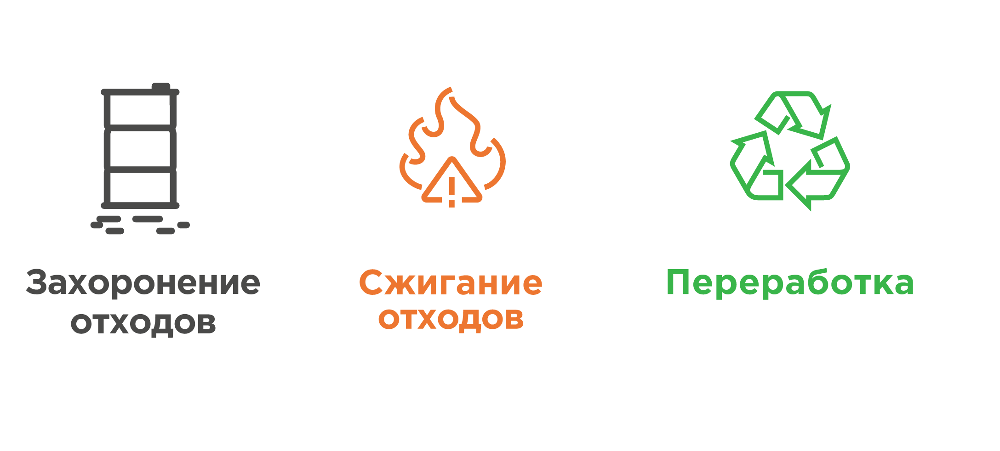 Захоронение
отходов
Сжигание
отходов
Переработка